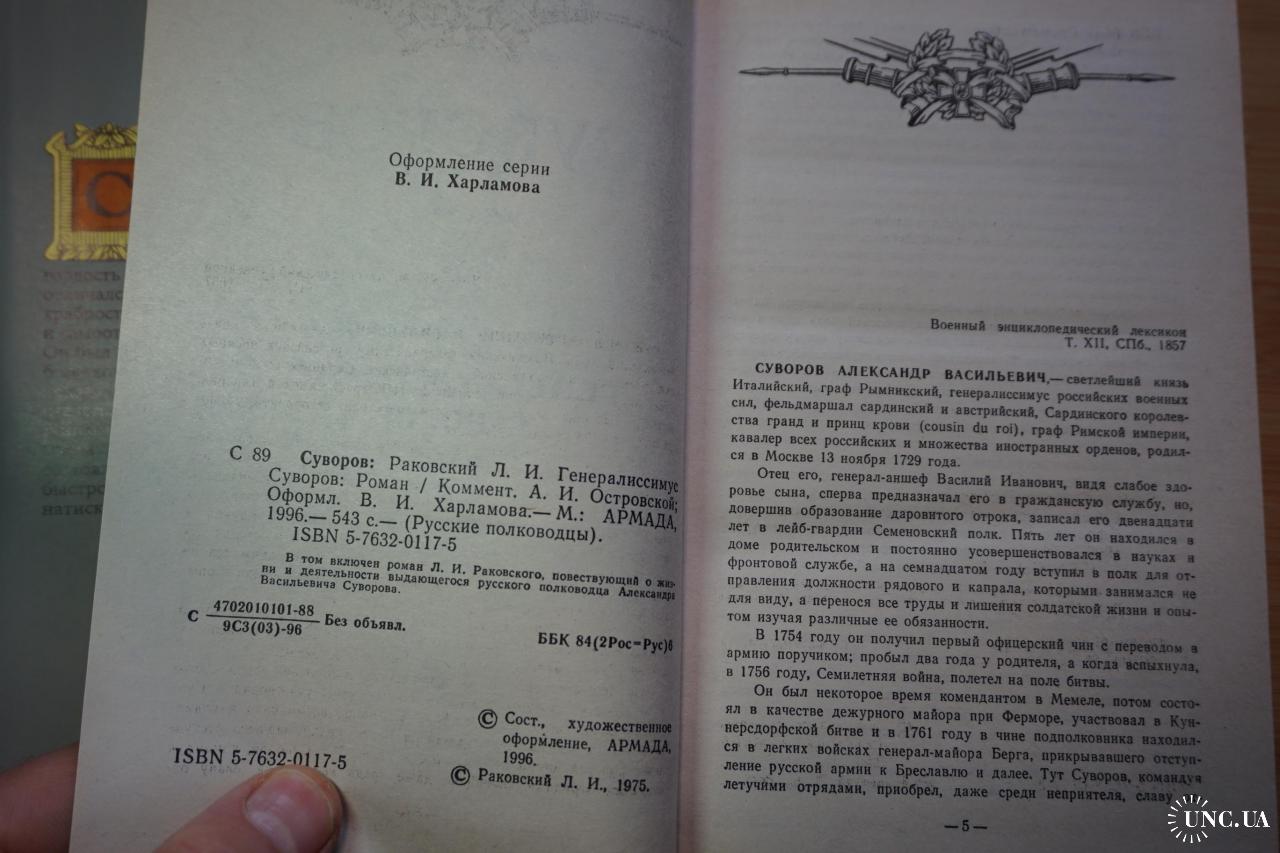 С
гордость
отличалс
храброст
Он был
быстро
натиск
Оформление серии
В. И. Харламова
С 89 Суворов: Раковский Л. И. Генералиссимус
Суворов: Роман / Коммент. А. И. Островской;
Оформл. В. И. Харламова.— М.: АРМАДА,
1996.— 543 с.— (Русские полководцы).
ISBN 5-7632-0117-5
В том включен роман Л. И. Раковского, повествующий о жиз-
ни и деятельности выдающегося русского полководца Александра
Васильевича Суворова.
С 4702010101-88 Без объявл.
9С3(03)-96
ББК 84(2Рос=Рус)6
© Сост., художественное
оформление, АРМАДА,
1996.
© Раковский Л. И., 1975.
ISBN 5-7632-0117-5
Военный энциклопедический лексикон
Т. XII, СПб., 1857
СУВОРОВ АЛЕКСАНДР ВАСИЛЬЕВИЧ,— светлейший князь
Италийский, граф Рымникский, генералиссимус российских военных
сил, фельдмаршал сардинский и австрийский, Сардинского королев-
ства гранд и принц крови (cousin du roi), граф Римской империи,
кавалер всех российских и множества иностранных орденов, родил-
ся в Москве 13 ноября 1729 года.
Отец его, генерал-аншеф Василий Иванович, видя слабое здо-
ровье сына, сперва предназначал его в гражданскую службу, но,
довершив образование даровитого отрока, записал его двенадцати
лет в лейб-гвардии Семеновский полк. Пять лет он находился в
доме родительском и постоянно усовершенствовался в науках и
фронтовой службе, а на семнадцатом году вступил в полк для от-
правления должности рядового и капрала, которыми занимался не
для виду, а перенося все труды и лишения солдатской жизни и опы-
том изучая различные ее обязанности.
В 1754 году он получил первый офицерский чин с переводом в
армию поручиком; пробыл два года у родителя, а когда вспыхнула,
в 1756 году, Семилетняя война, полетел на поле битвы.
Он был некоторое время комендантом в Мемеле, потом состо-
ял в качестве дежурного майора при Ферморе, участвовал в Кун-
нерсдорфской битве и в 1761 году в чине подполковника находил-
ся в легких войсках генерал-майора Берга, прикрывавшего отступ-
ление русской армии к Бреславлю и далее. Тут Суворов, командуя
летучими отрядами, приобрел, даже среди неприятеля, славу
— 5 —
UNC.UA